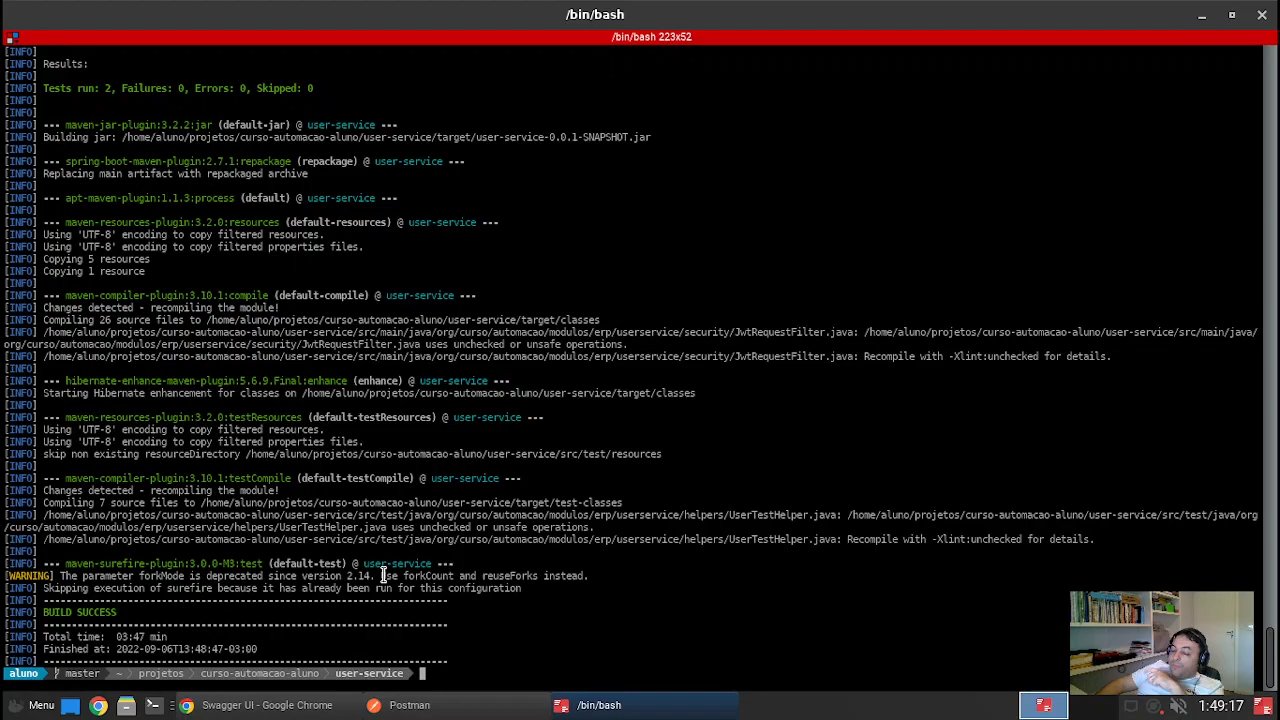 /bin/bash
/bin/bash 223x52
[INFO]
[INFO] Results:
[INFO]
[INFO] Tests run: 2, Failures: 0, Errors: 0, Skipped: 0
[INFO]
[INFO]
[INFO] --- maven-jar-plugin:3.2.2:jar (default-jar) @ user-service ---
[INFO] Building jar: /home/aluno/projetos/curso-automacao-aluno/user-service/target/user-service-0.0.1-SNAPSHOT.jar
[INFO]
[INFO] --- spring-boot-maven-plugin:2.7.1:repackage (repackage) @ user-service ---
[INFO] Replacing main artifact with repackaged archive
[INFO]
[INFO] --- apt-maven-plugin:1.1.3:process (default) @ user-service ---
[INFO]
[INFO] --- maven-resources-plugin:3.2.0:resources (default-resources) @ user-service ---
[INFO] Using 'UTF-8' encoding to copy filtered resources.
[INFO] Using 'UTF-8' encoding to copy filtered properties files.
[INFO] Copying 5 resources
[INFO] Copying 1 resource
[INFO]
[INFO] --- maven-compiler-plugin:3.10.1:compile (default-compile) @ user-service ---
[INFO] Changes detected - recompiling the module!
[INFO] Compiling 26 source files to /home/aluno/projetos/curso-automacao-aluno/user-service/target/classes
[INFO] /home/aluno/projetos/curso-automacao-aluno/user-service/src/main/java/org/curso/automacao/modulos/erp/userservice/security/JwtRequestFilter.java: /home/aluno/projetos/curso-automacao-aluno/user-service/src/main/java/
org/curso/automacao/modulos/erp/userservice/security/JwtRequestFilter.java uses unchecked or unsafe operations.
[INFO] /home/aluno/projetos/curso-automacao-aluno/user-service/src/main/java/org/curso/automacao/modulos/erp/userservice/security/JwtRequestFilter.java: Recompile with -Xlint:unchecked for details.
[INFO]
[INFO] --- hibernate-enhance-maven-plugin:5.6.9.Final:enhance (enhance) @ user-service ---
[INFO] Starting Hibernate enhancement for classes on /home/aluno/projetos/curso-automacao-aluno/user-service/target/classes
[INFO]
[INFO] --- maven-resources-plugin:3.2.0:testResources (default-testResources) @ user-service ---
[INFO] Using 'UTF-8' encoding to copy filtered resources.
[INFO] Using 'UTF-8' encoding to copy filtered properties files.
[INFO] skip non existing resourceDirectory /home/aluno/projetos/curso-automacao-aluno/user-service/src/test/resources
[INFO]
[INFO] --- maven-compiler-plugin:3.10.1:testCompile (default-testCompile) @ user-service ---
[INFO] Changes detected - recompiling the module!
[INFO] Compiling 7 source files to /home/aluno/projetos/curso-automacao-aluno/user-service/target/test-classes
[INFO] /home/aluno/projetos/curso-automacao-aluno/user-service/src/test/java/org/curso/automacao/modulos/erp/userservice/helpers/UserTestHelper.java: /home/aluno/projetos/curso-automacao-aluno/user-service/src/test/java/org
/curso/automacao/modulos/erp/userservice/helpers/UserTestHelper.java uses unchecked or unsafe operations.
[INFO] /home/aluno/projetos/curso-automacao-aluno/user-service/src/test/java/org/curso/automacao/modulos/erp/userservice/helpers/UserTestHelper.java: Recompile with -Xlint:unchecked for details.
[INFO]
[INFO] --- maven-surefire-plugin:3.0.0-M3:test (default-test) @ user-service ---
[WARNING] The parameter forkMode is deprecated since version 2.14. Use forkCount and reuseForks instead.
[INFO] Skipping execution of surefire because it has already been run for this configuration
[INFO] ------------------------------------------------------------------------
[INFO] BUILD SUCCESS
[INFO] ------------------------------------------------------------------------
[INFO] Total time:  03:47 min
[INFO] Finished at: 2022-09-06T13:48:47-03:00
[INFO] ------------------------------------------------------------------------
aluno master ~ projetos curso-automacao-aluno user-service
Menu Swagger UI - Google Chrome Postman /bin/bash 1:49:17